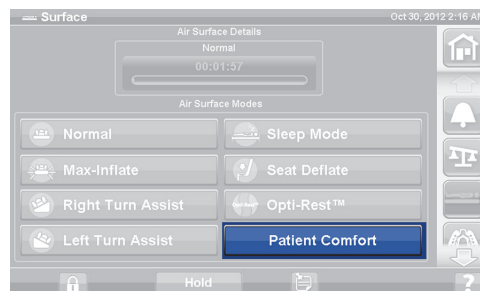 Surface
Oct 30, 2012 2:16 AM
Air Surface Details
Normal
00:01:57
Air Surface Modes
Normal
Sleep Mode
Max-Inflate
Seat Deflate
Right Turn Assist
Opti-Rest™
Left Turn Assist
Patient Comfort
Hold
?